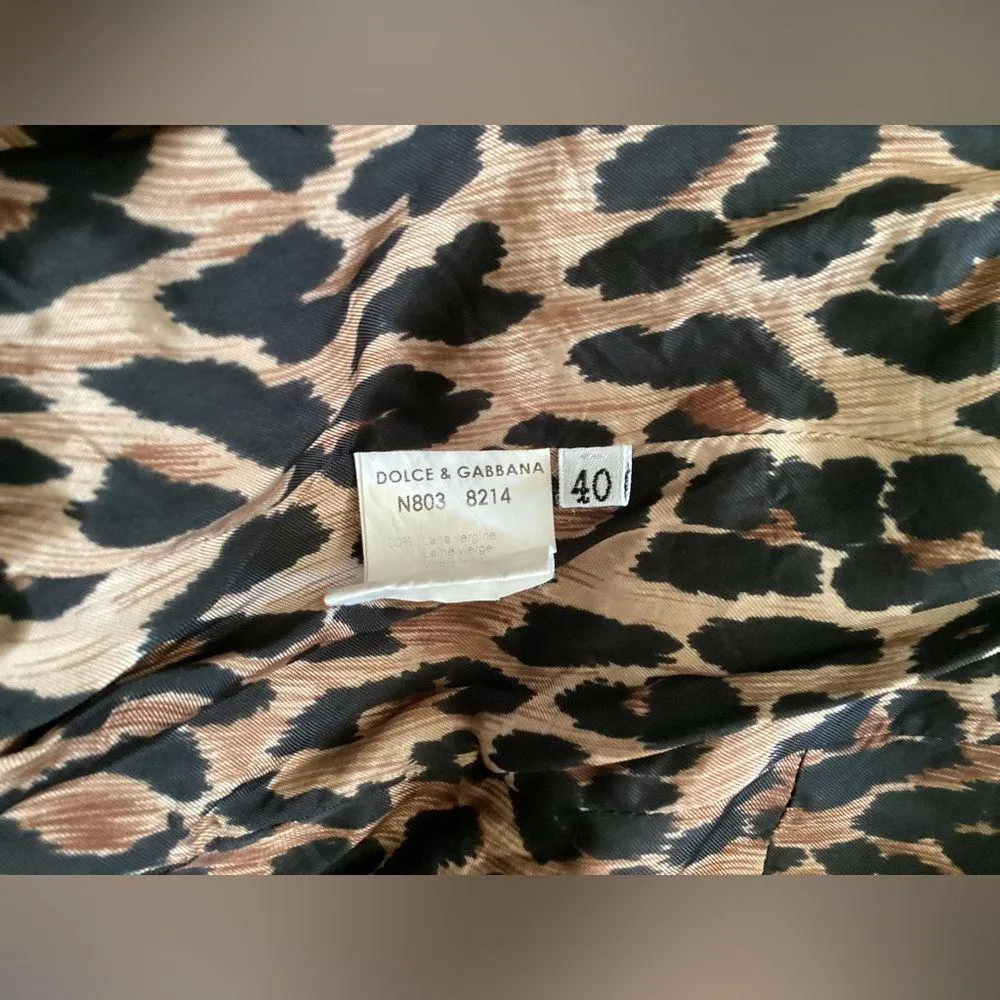 DOLCE & GABBANA
N803 8214
100% Lana vergine
Laine vierge
40